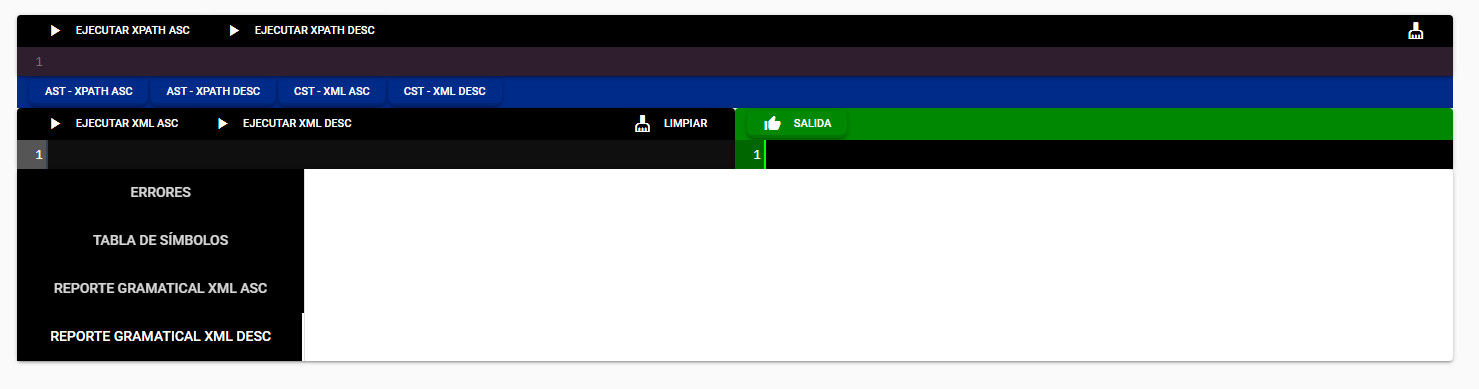 EJECUTAR XPATH ASC EJECUTAR XPATH DESC
1
AST - XPATH ASC AST - XPATH DESC CST - XML ASC CST - XML DESC
EJECUTAR XML ASC EJECUTAR XML DESC LIMPIAR SALIDA
1 1
ERRORES
TABLA DE SÍMBOLOS
REPORTE GRAMATICAL XML ASC
REPORTE GRAMATICAL XML DESC